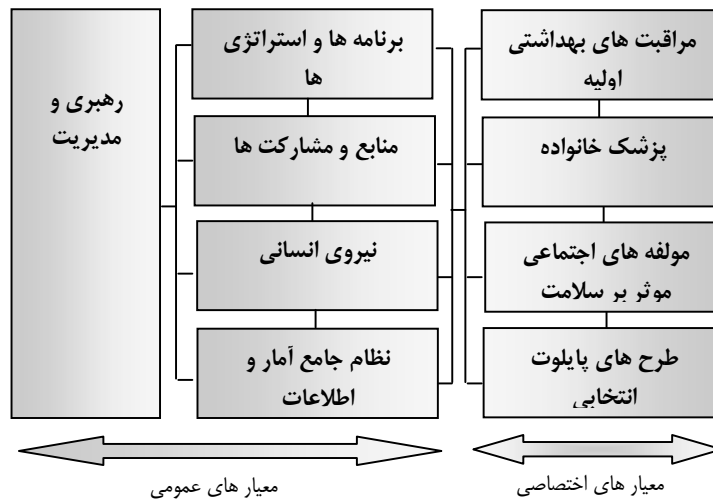 مراقبت های بهداشتی
اولیه
پزشک خانواده
مولفه های اجتماعی
موثر بر سلامت
طرح های پایلوت
انتخابی
برنامه ها و استراتژی
ها
منابع و مشارکت ها
نیروی انسانی
نظام جامع آمار و
اطلاعات
رهبری و
مدیریت
معیار های اختصاصی
معیار های عمومی